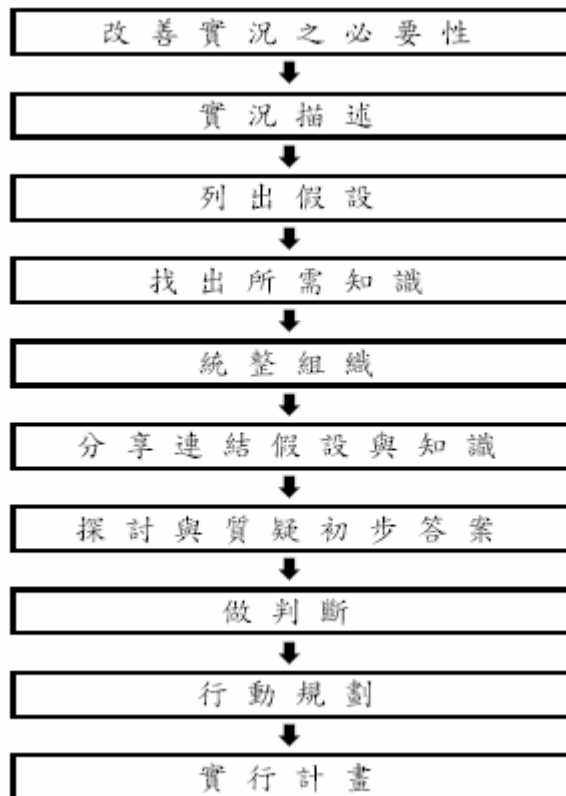 改善實況之必要性
實況描述
列出假設
找出所需知識
統整組織
分享連結假設與知識
探討與質疑初步答案
做判斷
行動規劃
實行計畫